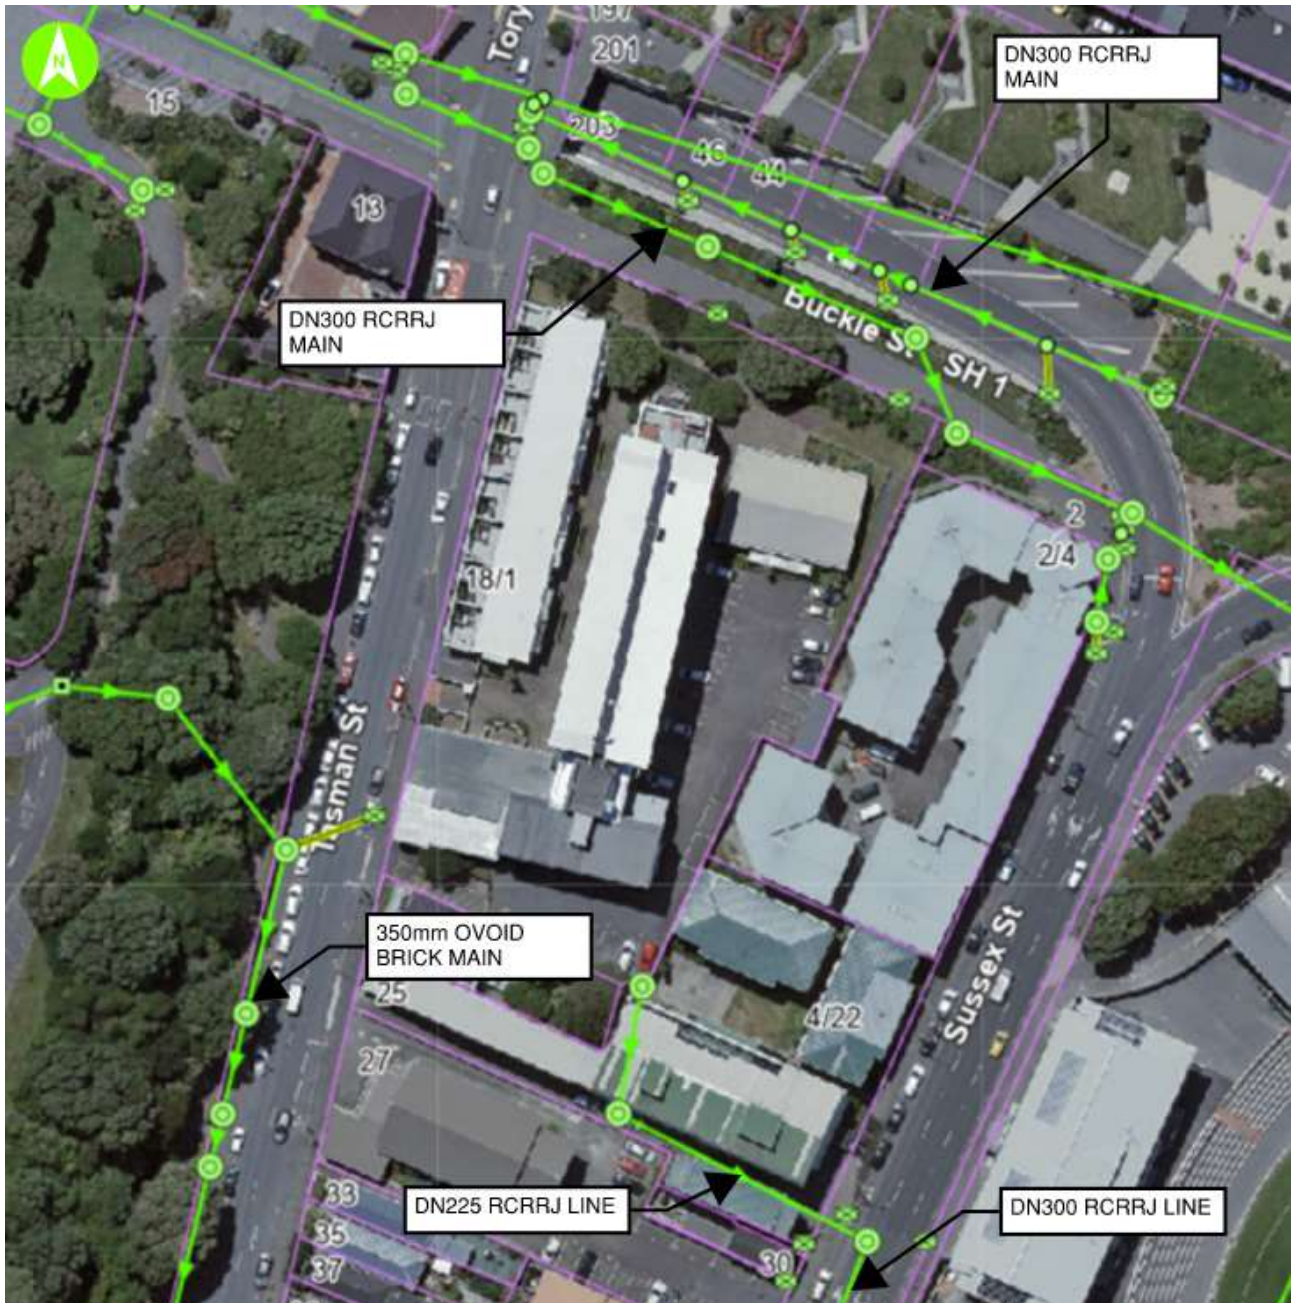 N
Tory
197
201
DN300 RCRRJ
MAIN
15
203
46
44
13
DN300 RCRRJ
MAIN
Buckle St
SH 1
2
2/4
18/1
Tasman St
350mm OVOID
BRICK MAIN
25
4/22
Sussex St
27
33
DN225 RCRRJ LINE
DN300 RCRRJ LINE
35
30
37